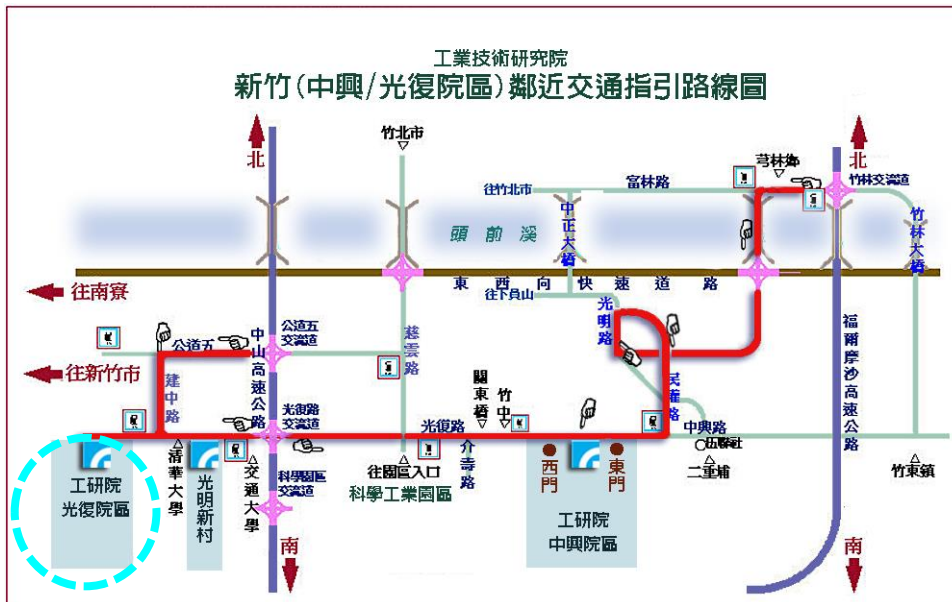 工業技術研究院
新竹(中興/光復院區)鄰近交通指引路線圖
北
竹北市
芎林鄉
北
竹林交流道
往竹北市
富林路
中正大橋
頭前溪
竹林大橋
東西向快速道路
往南寮
往下員山
光明路
公道五
中山高速公路
公道五
交流道
慈雲路
福爾摩沙高速公路
往新竹市
建中路
關東橋
竹中
民權路
光復路
交流道
光復路
介壽路
中興路
工研院
光復院區
清華大學
光明新村
交通大學
科學園區
交流道
往園區入口
科學工業園區
西門
東門
二重埔
竹東鎮
工研院
中興院區
南
南